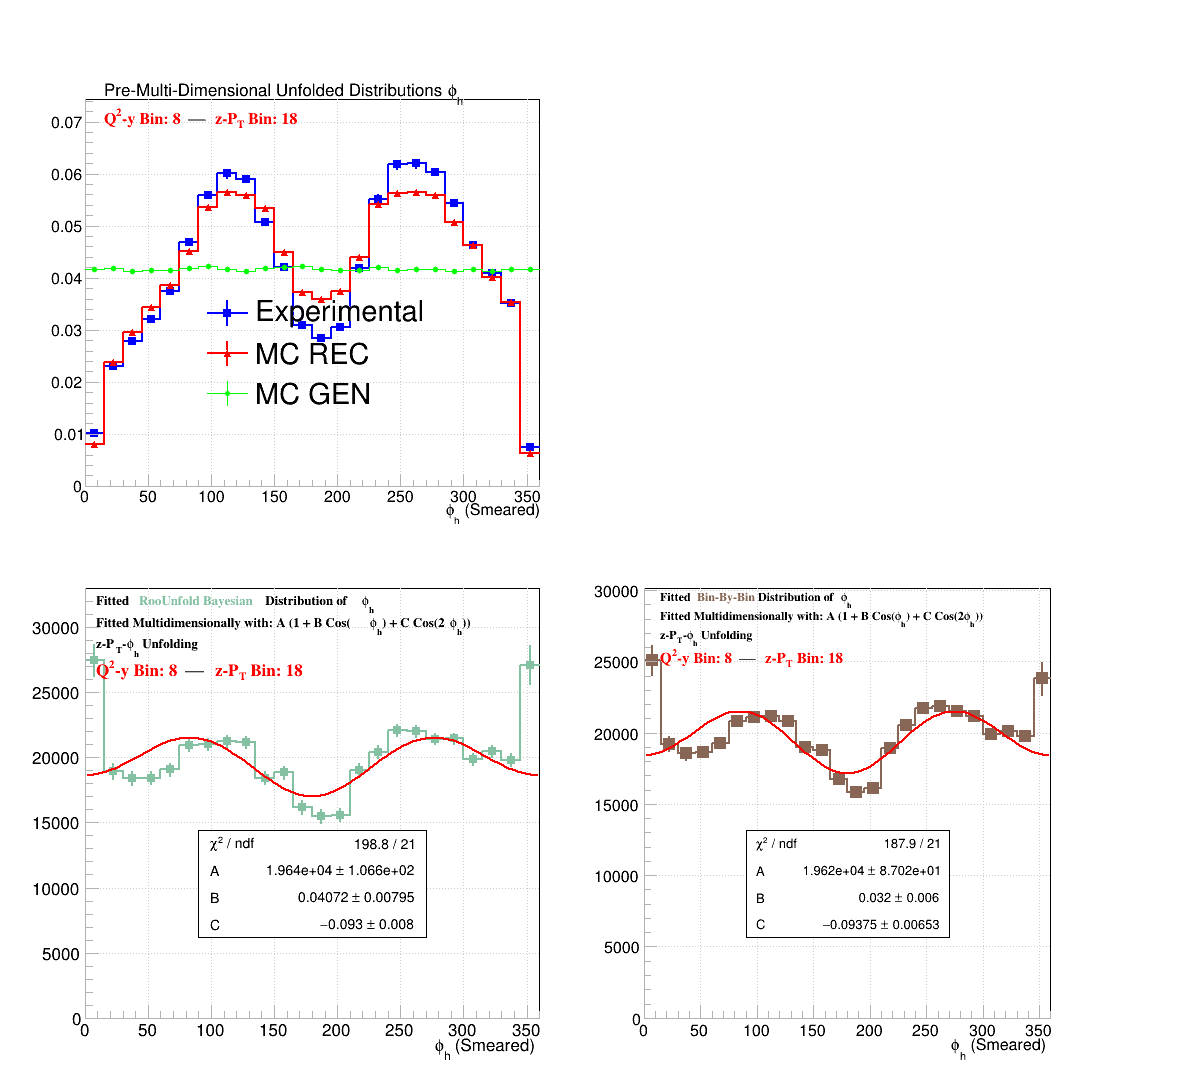 Pre-Multi-Dimensional Unfolded Distributions ϕh
Q²-y Bin: 8 — z-PT Bin: 18
0.07
0.06
0.05
0.04
0.03
0.02
0.01
0
Experimental
MC REC
MC GEN
0 50 100 150 200 250 300 350
ϕh (Smeared)
Fitted RooUnfold Bayesian Distribution of ϕh
Fitted Multidimensionally with: A (1 + B Cos( ϕh) + C Cos(2 ϕh))
z-PT-ϕh Unfolding
Q²-y Bin: 8 — z-PT Bin: 18
30000
25000
20000
15000
10000
5000
0
χ² / ndf 198.8 / 21
A 1.964e+04 ± 1.066e+02
B 0.04072 ± 0.00795
C −0.093 ± 0.008
0 50 100 150 200 250 300 350
ϕh (Smeared)
Fitted Bin-By-Bin Distribution of ϕh
Fitted Multidimensionally with: A (1 + B Cos(ϕh) + C Cos(2ϕh))
z-PT-ϕh Unfolding
Q²-y Bin: 8 — z-PT Bin: 18
30000
25000
20000
15000
10000
5000
0
χ² / ndf 187.9 / 21
A 1.962e+04 ± 8.702e+01
B 0.032 ± 0.006
C −0.09375 ± 0.00653
0 50 100 150 200 250 300 350
ϕh (Smeared)